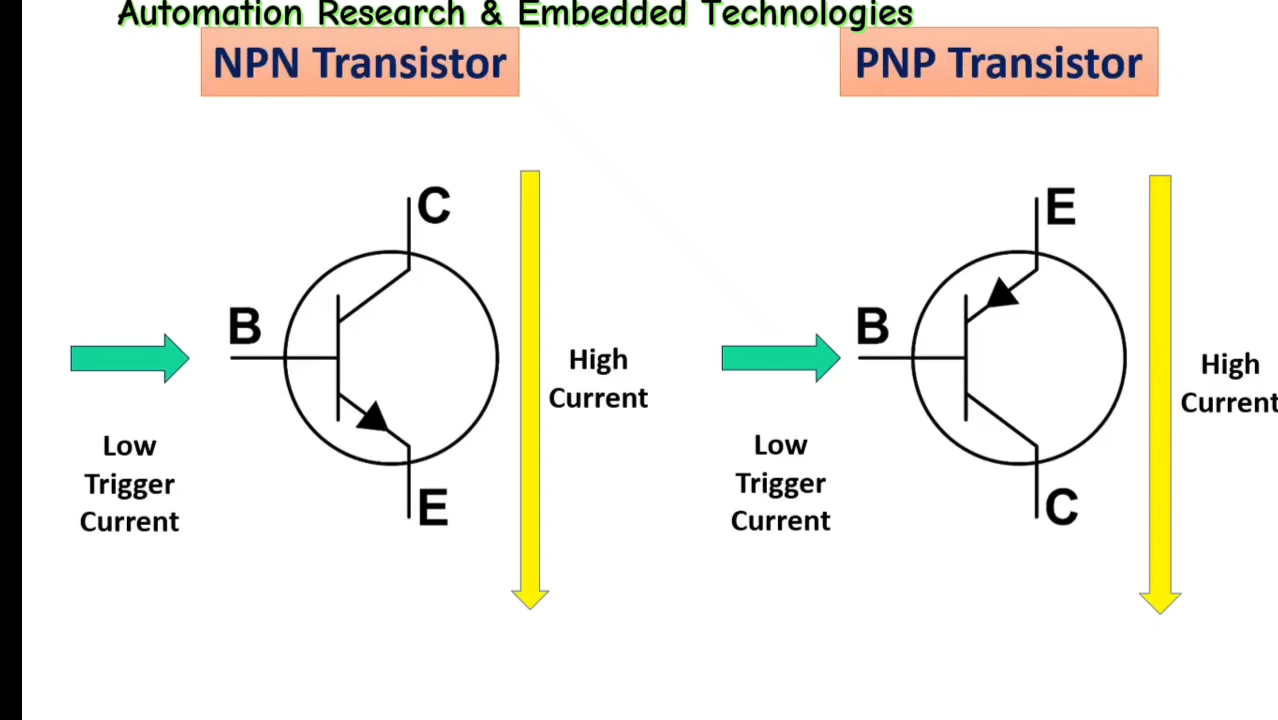 Automation Research & Embedded Technologies
NPN Transistor
PNP Transistor
C
B
E
High
Current
Low
Trigger
Current
E
B
C
High
Current
Low
Trigger
Current